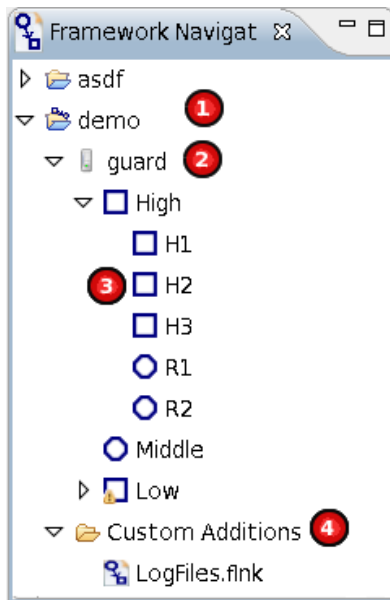 Framework Navigat
asdf
demo 1
guard 2
High
H1
3 H2
H3
R1
R2
Middle
Low
Custom Additions 4
LogFiles.flnk